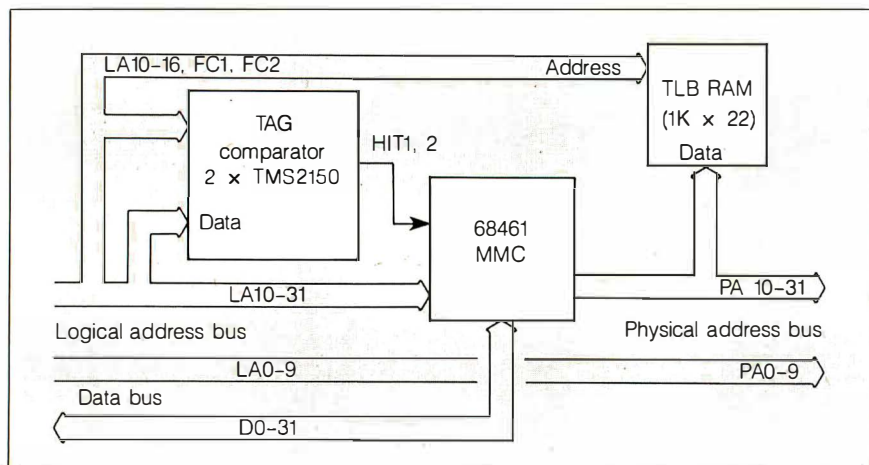 LA10-16, FC1, FC2
Address
TLB RAM
(1K × 22)
Data
TAG
comparator
2 × TMS2150
Data
HIT1, 2
68461
MMC
LA10-31
PA 10-31
Logical address bus
Physical address bus
LA0-9
PA0-9
Data bus
D0-31